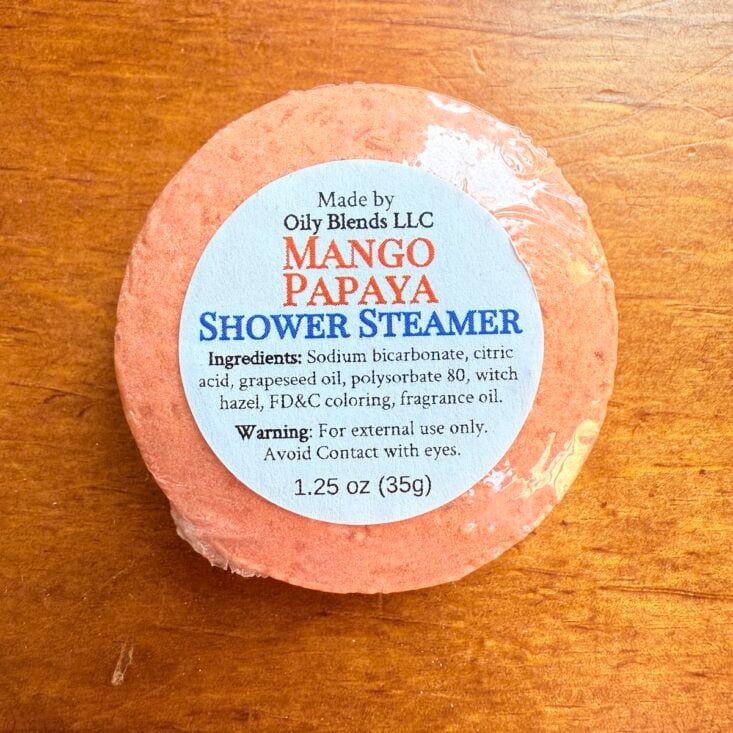 Made by
Oily Blends LLC
MANGO
PAPAYA
SHOWER STEAMER
Ingredients: Sodium bicarbonate, citric
acid, grapeseed oil, polysorbate 80, witch
hazel, FD&C coloring, fragrance oil.
Warning: For external use only.
Avoid Contact with eyes.
1.25 oz (35g)